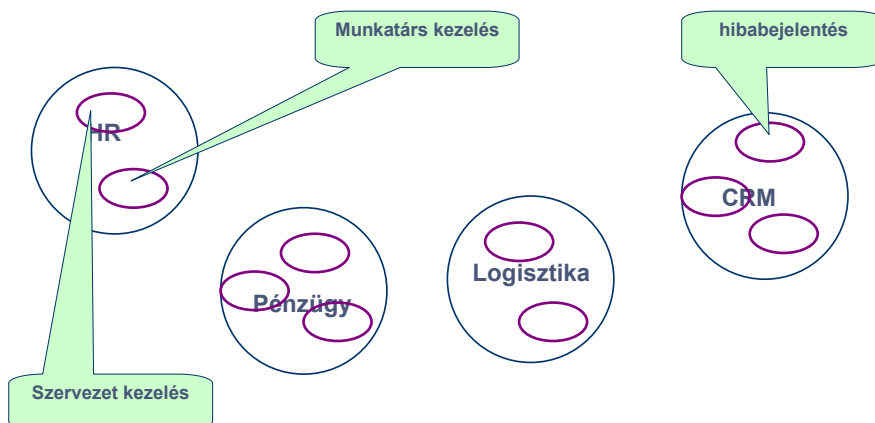 Munkatárs kezelés
hibabejelentés
HR
CRM
Logisztika
Pénzügy
Szervezet kezelés